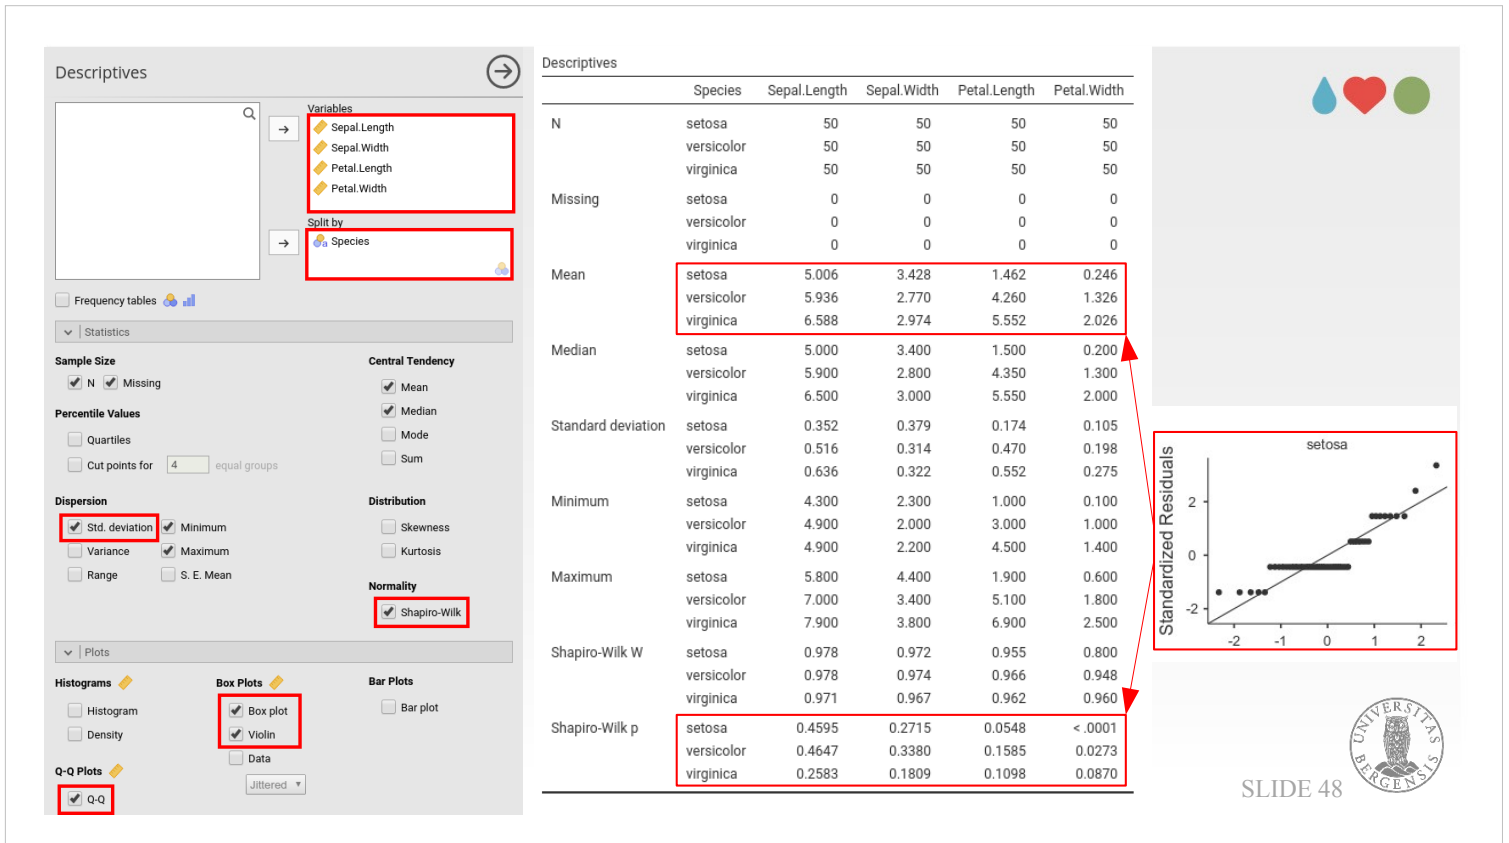 Descriptives
Variables
Sepal.Length
Sepal.Width
Petal.Length
Petal.Width
Split by
Species
Frequency tables
Statistics
Sample Size
N Missing
Percentile Values
Quartiles
Cut points for 4 equal groups
Dispersion
Std. deviation Minimum
Variance Maximum
Range S. E. Mean
Central Tendency
Mean
Median
Mode
Sum
Distribution
Skewness
Kurtosis
Normality
Shapiro-Wilk
Plots
Histograms
Histogram
Density
Q-Q Plots
Q-Q
Box Plots
Box plot
Violin
Data
Jittered
Bar Plots
Bar plot
Descriptives
Species Sepal.Length Sepal.Width Petal.Length Petal.Width
N setosa 50 50 50 50
versicolor 50 50 50 50
virginica 50 50 50 50
Missing setosa 0 0 0 0
versicolor 0 0 0 0
virginica 0 0 0 0
Mean setosa 5.006 3.428 1.462 0.246
versicolor 5.936 2.770 4.260 1.326
virginica 6.588 2.974 5.552 2.026
Median setosa 5.000 3.400 1.500 0.200
versicolor 5.900 2.800 4.350 1.300
virginica 6.500 3.000 5.550 2.000
Standard deviation setosa 0.352 0.379 0.174 0.105
versicolor 0.516 0.314 0.470 0.198
virginica 0.636 0.322 0.552 0.275
Minimum setosa 4.300 2.300 1.000 0.100
versicolor 4.900 2.000 3.000 1.000
virginica 4.900 2.200 4.500 1.400
Maximum setosa 5.800 4.400 1.900 0.600
versicolor 7.000 3.400 5.100 1.800
virginica 7.900 3.800 6.900 2.500
Shapiro-Wilk W setosa 0.978 0.972 0.955 0.800
versicolor 0.978 0.974 0.966 0.948
virginica 0.971 0.967 0.962 0.960
Shapiro-Wilk p setosa 0.4595 0.2715 0.0548 < .0001
versicolor 0.4647 0.3380 0.1585 0.0273
virginica 0.2583 0.1809 0.1098 0.0870
setosa
Standardized Residuals
2
0
-2
-2 -1 0 1 2
UNIVERSITAS
BERGENSIS
SLIDE 48